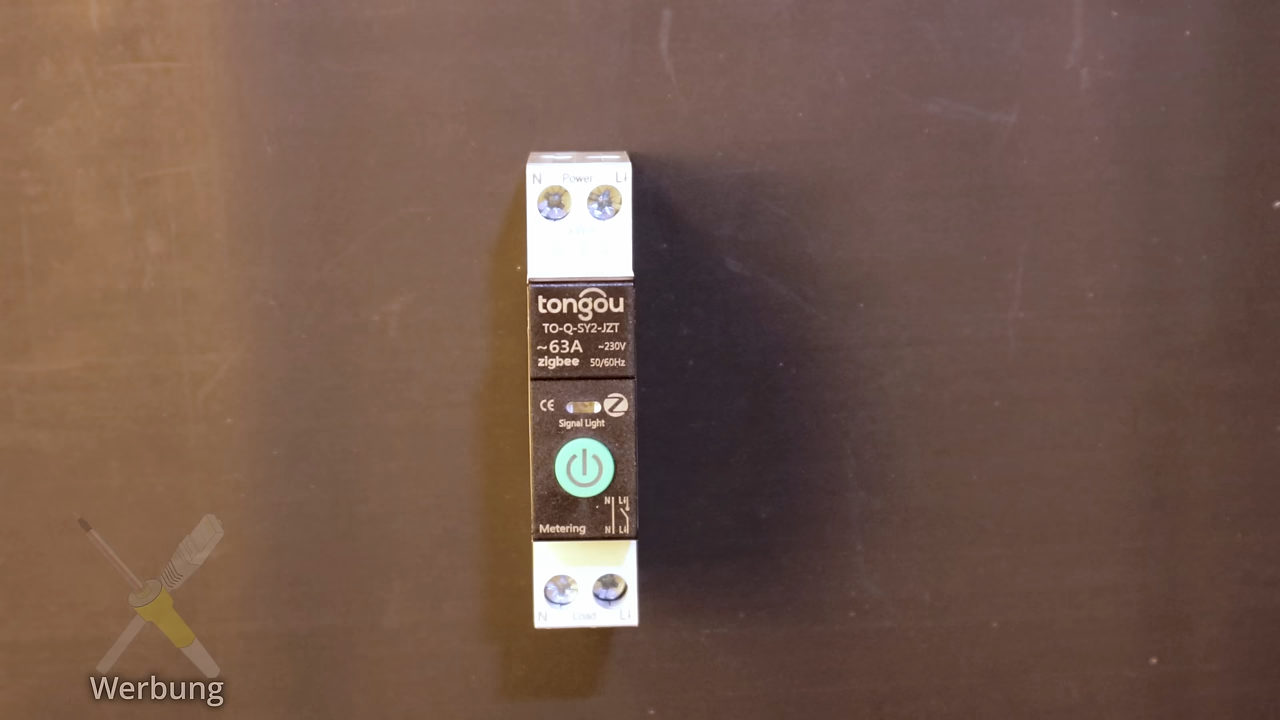 N Power L
tongou
TO-Q-SY2-JZT
~63A ~230V
zigbee 50/60Hz
CE Z
Signal Light
N L
Metering N L
N Load L
Werbung